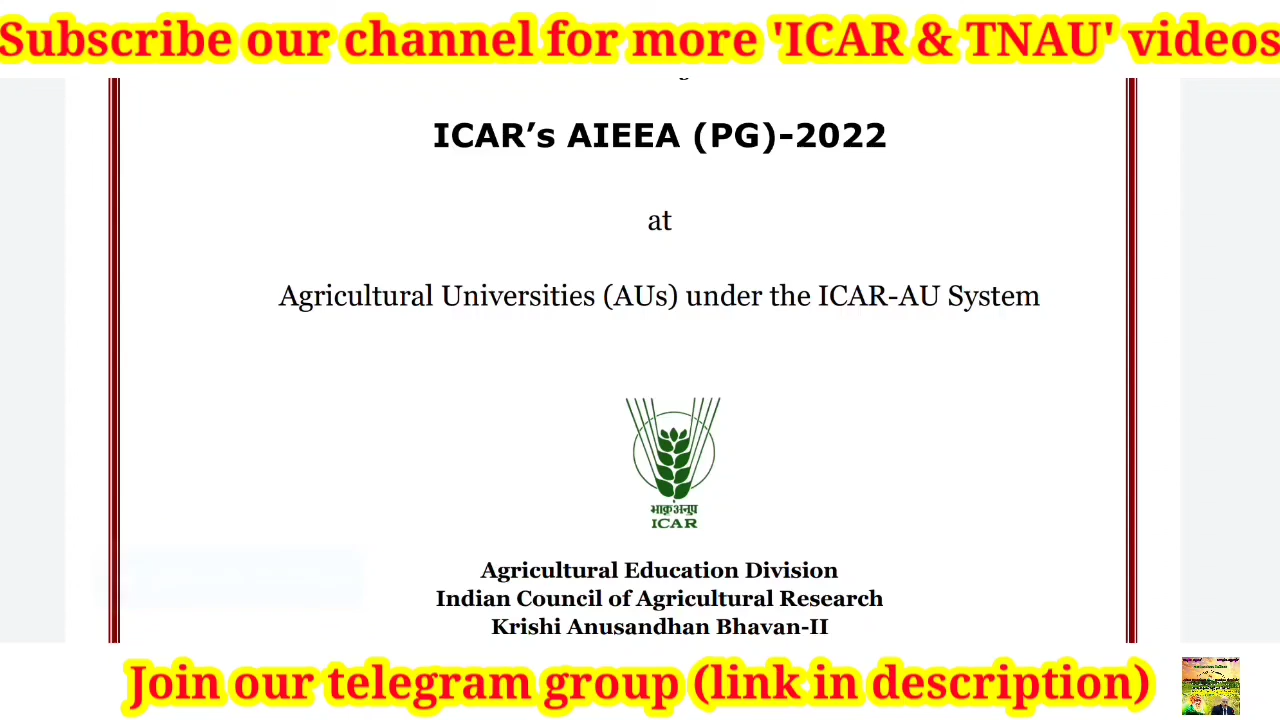 Subscribe our channel for more 'ICAR & TNAU' videos
ICAR’s AIEEA (PG)-2022
at
Agricultural Universities (AUs) under the ICAR-AU System
भाकृअनुप
ICAR
Agricultural Education Division
Indian Council of Agricultural Research
Krishi Anusandhan Bhavan-II
Join our telegram group (link in description)